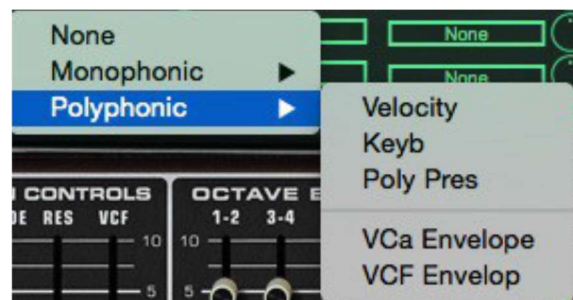 None
Monophonic
Polyphonic
None
None
Velocity
Keyb
Poly Pres
VCa Envelope
VCF Envelop
CONTROLS
RES VCF
OCTAVE
1-2 3-4
10 10
5 5